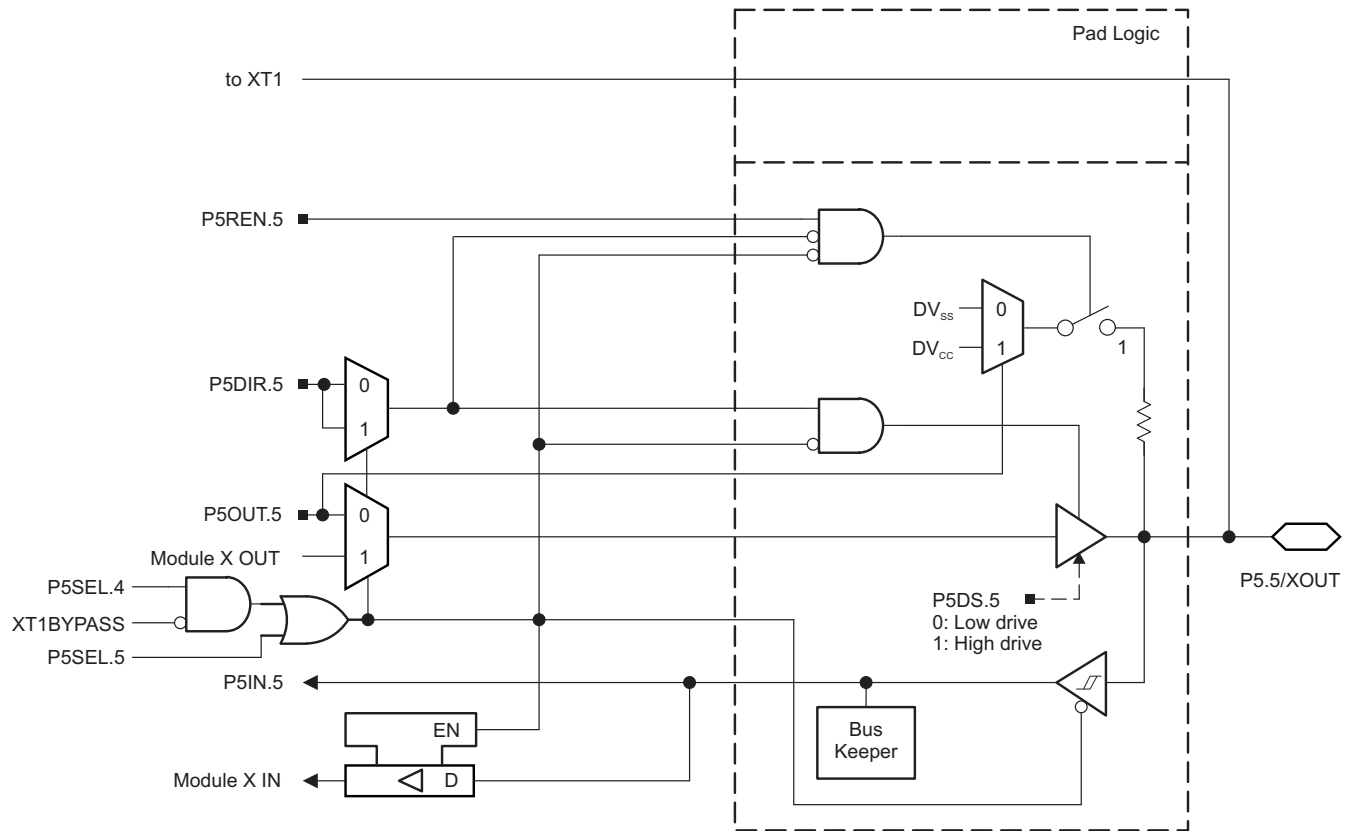 Pad Logic
to XT1
P5REN.5
DVSS
0
DVCC
1
1
P5DIR.5
0
1
P5OUT.5
0
Module X OUT
1
P5SEL.4
XT1BYPASS
P5SEL.5
P5DS.5
0: Low drive
1: High drive
P5.5/XOUT
P5IN.5
EN
Bus
Keeper
Module X IN
D